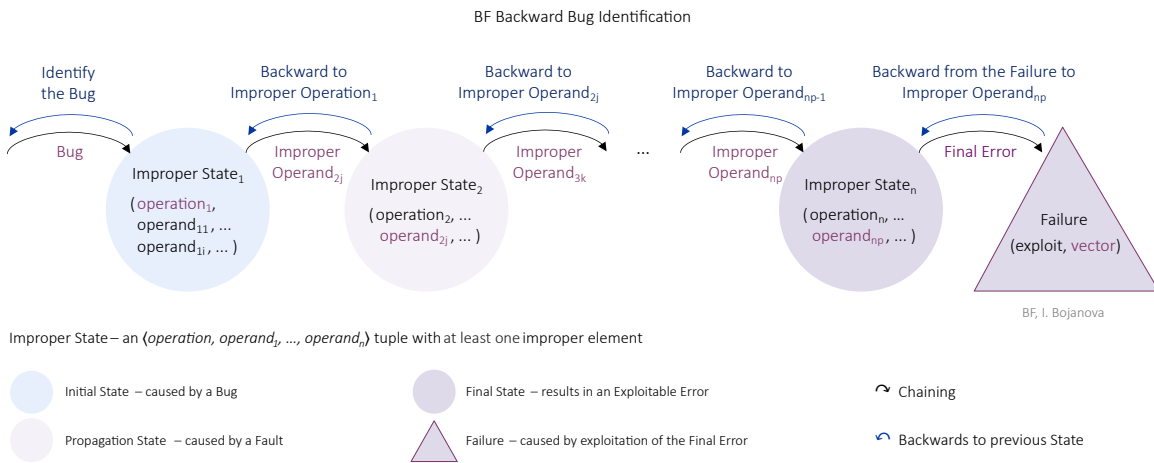 BF Backward Bug Identification
Identify
the Bug
Backward to
Improper Operation1
Backward to
Improper Operand2j
Backward to
Improper Operandnp-1
Backward from the Failure to
Improper Operandnp
Bug
Improper
Operand2j
Improper
Operand3k
...
Improper
Operandnp
Final Error
Improper State1
(operation1,
operand11, ...
operand1i, ... )
Improper State2
(operation2, ...
operand2j, ... )
Improper Staten
(operationn, ...
operandnp, ... )
Failure
(exploit, vector)
BF, I. Bojanova
Improper State – an ⟨operation, operand1, ..., operandn⟩ tuple with at least one improper element
Initial State – caused by a Bug
Final State – results in an Exploitable Error
Chaining
Propagation State – caused by a Fault
Failure – caused by exploitation of the Final Error
Backwards to previous State